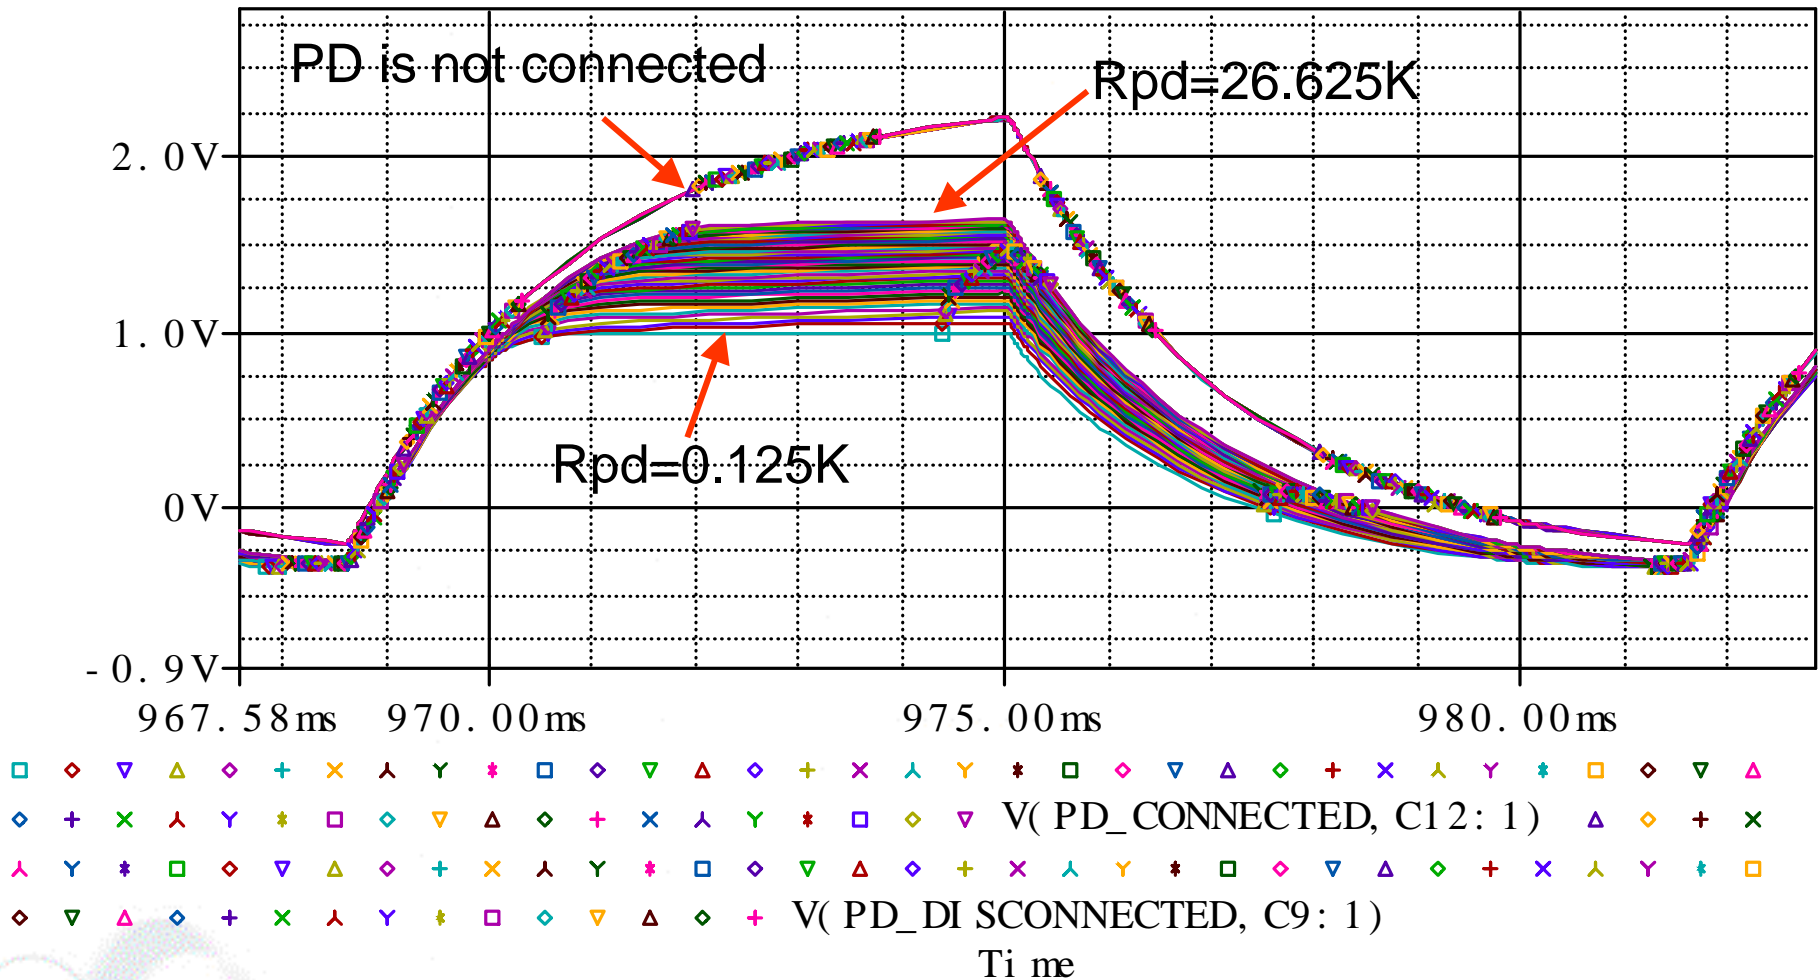 PD is not connected
Rpd=26.625K
2.0V
1.0V
Rpd=0.125K
0V
-0.9V
967.58ms 970.00ms 975.00ms 980.00ms
V(PD_CONNECTED, C12:1)
V(PD_DISCONNECTED, C9:1)
Time